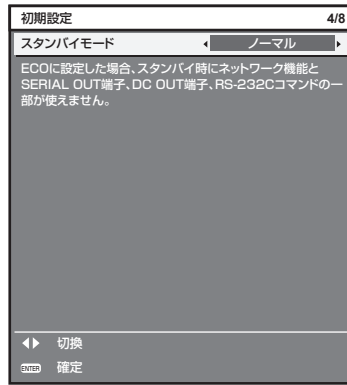 初期設定 4/8
スタンバイモード ノーマル
ECOに設定した場合、スタンバイ時にネットワーク機能と
SERIAL OUT端子、DC OUT端子、RS-232Cコマンドの一
部が使えません。
切換
ENTER 確定